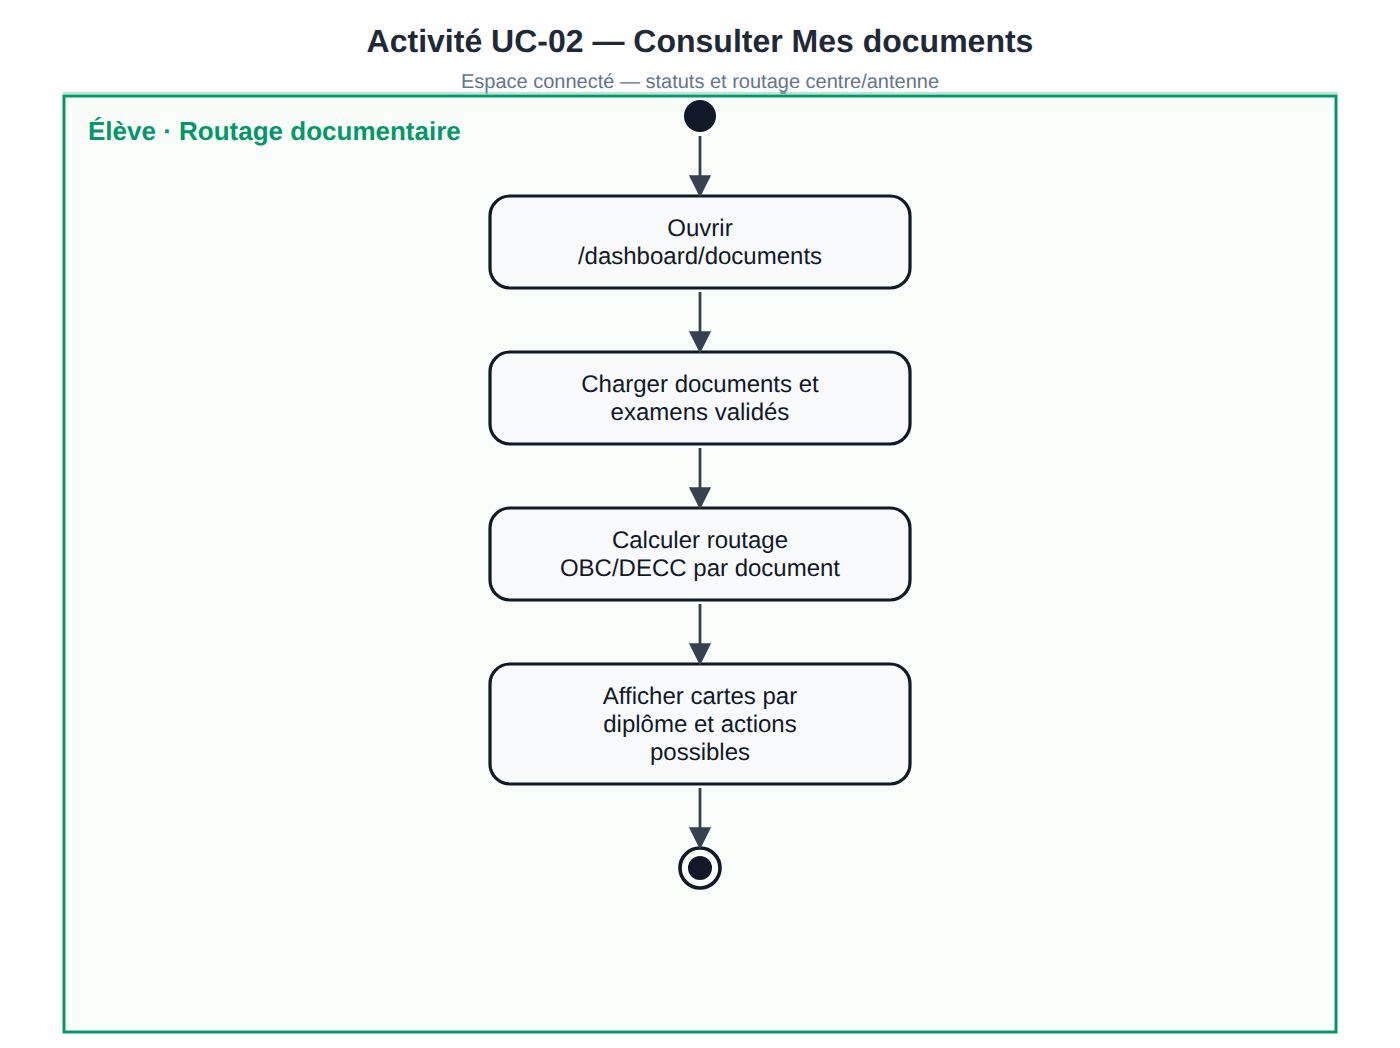 Activité UC-02 — Consulter Mes documents
Espace connecté — statuts et routage centre/antenne
Élève · Routage documentaire
Ouvrir
/dashboard/documents
Charger documents et
examens validés
Calculer routage
OBC/DECC par document
Afficher cartes par
diplôme et actions
possibles